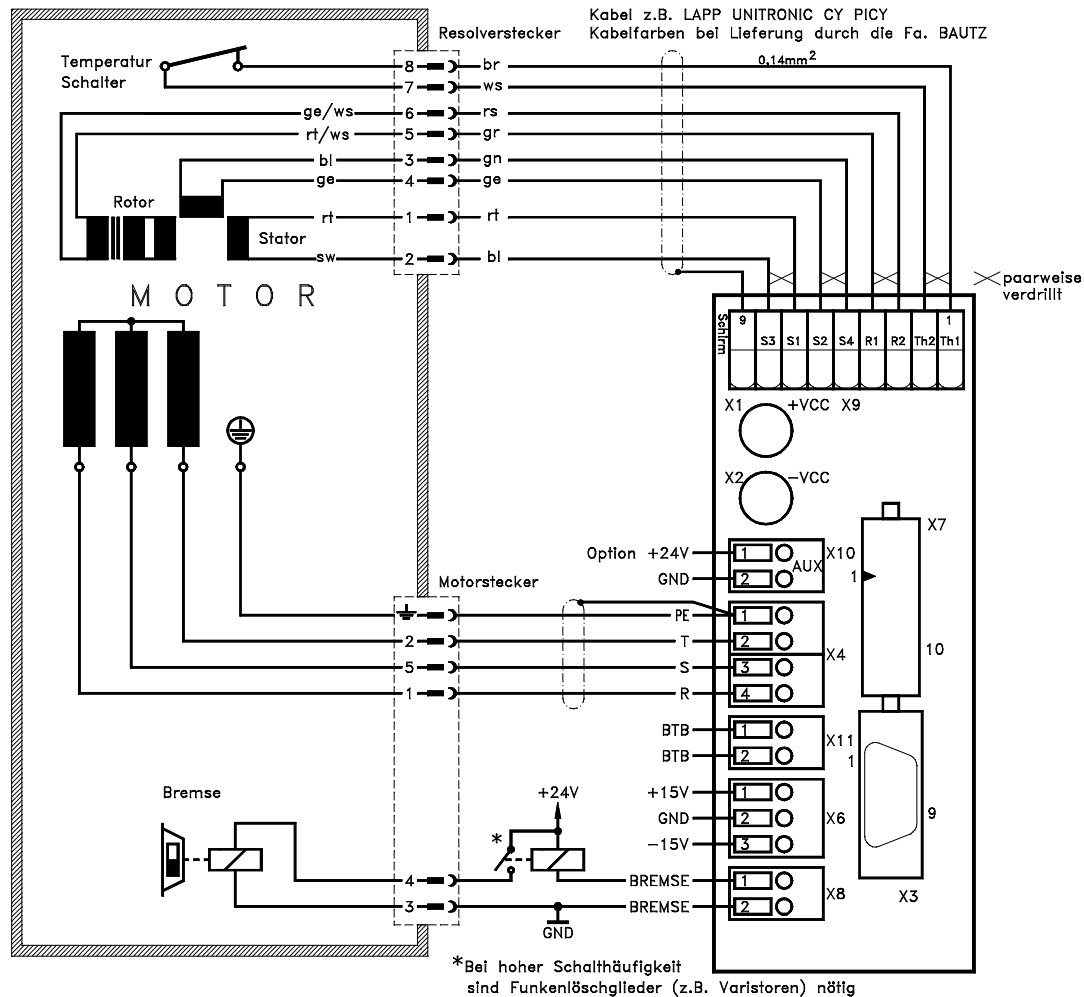 Kabel z.B. LAPP UNITRONIC CY PICY
Resolverstecker
Kabelfarben bei Lieferung durch die Fa. BAUTZ
Temperatur
Schalter
8 br
0,14mm²
7 ws
ge/ws 6 rs
rt/ws 5 gr
bl 3 gn
ge 4 ge
Rotor
rt 1 rt
Stator
sw 2 bl
MOTOR
paarweise
verdrillt
Schirm
9 S3 S1 S2 S4 R1 R2 Th2 1 Th1
X1 +VCC X9
X2 -VCC
X7
Option +24V 1 X10
AUX
GND 2
1
Motorstecker
PE 1
2 T 2
X4
5 S 3
1 R 4
10
BTB 1 X11
BTB 2
1
Bremse
+24V
+15V 1
GND 2 X6
-15V 3
9
*
4 BREMSE 1
X8
3 BREMSE 2
X3
GND
*Bei hoher Schalthäufigkeit
sind Funkenlöschglieder (z.B. Varistoren) nötig